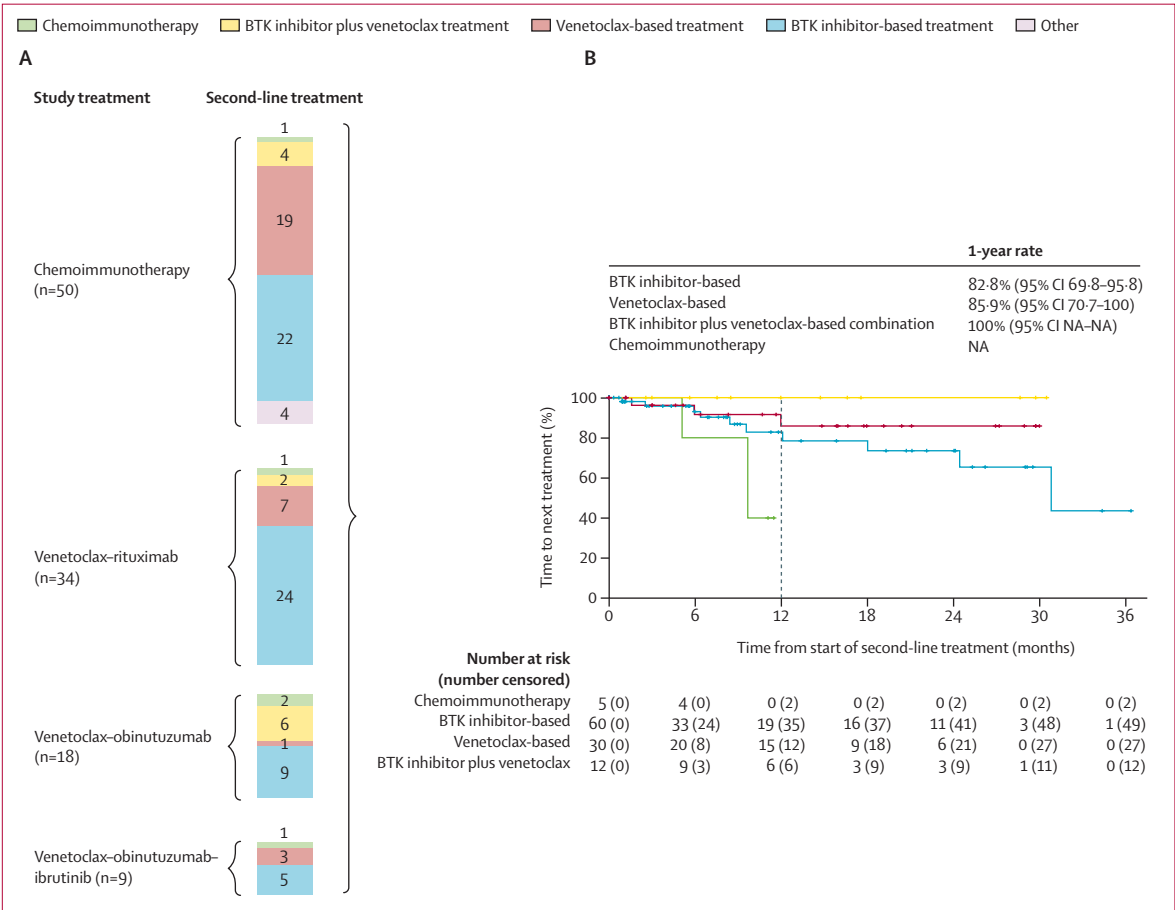 Chemoimmunotherapy BTK inhibitor plus venetoclax treatment Venetoclax-based treatment BTK inhibitor-based treatment Other
A
Study treatment Second-line treatment
1
4
19
Chemoimmunotherapy
(n=50)
22
4
1
2
7
Venetoclax–rituximab
(n=34)
24
2
6
1
Venetoclax–obinutuzumab
(n=18)
9
1
3
Venetoclax–obinutuzumab–
ibrutinib (n=9)
5
B
1-year rate
BTK inhibitor-based 82·8% (95% CI 69·8–95·8)
Venetoclax-based 85·9% (95% CI 70·7–100)
BTK inhibitor plus venetoclax-based combination 100% (95% CI NA–NA)
Chemoimmunotherapy NA
Time to next treatment (%)
100
80
60
40
20
0
0 6 12 18 24 30 36
Time from start of second-line treatment (months)
Number at risk
(number censored)
Chemoimmunotherapy 5 (0) 4 (0) 0 (2) 0 (2) 0 (2) 0 (2) 0 (2)
BTK inhibitor-based 60 (0) 33 (24) 19 (35) 16 (37) 11 (41) 3 (48) 1 (49)
Venetoclax-based 30 (0) 20 (8) 15 (12) 9 (18) 6 (21) 0 (27) 0 (27)
BTK inhibitor plus venetoclax 12 (0) 9 (3) 6 (6) 3 (9) 3 (9) 1 (11) 0 (12)